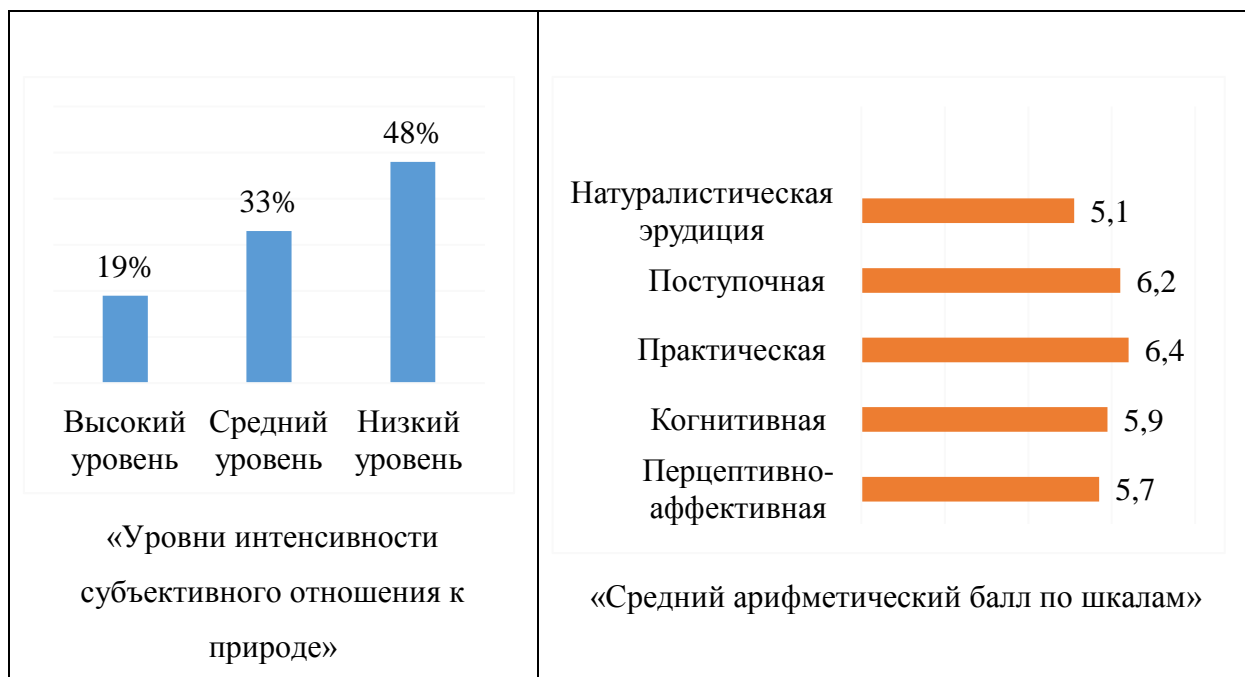 48%
33%
19%
Высокий
уровень
Средний
уровень
Низкий
уровень
«Уровни интенсивности
субъективного отношения к
природе»
Натуралистическая
эрудиция
5,1
Поступочная
6,2
Практическая
6,4
Когнитивная
5,9
Перцептивно-
аффективная
5,7
«Средний арифметический балл по шкалам»